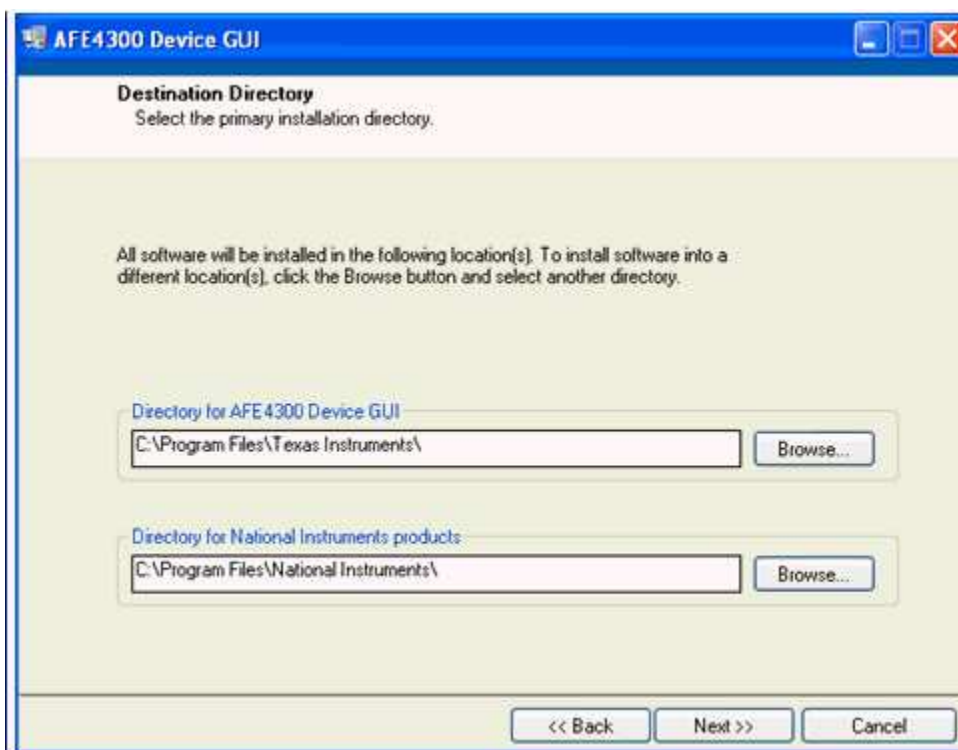 AFE4300 Device GUI
Destination Directory
Select the primary installation directory.
All software will be installed in the following location(s). To install software into a
different location(s), click the Browse button and select another directory.
Directory for AFE4300 Device GUI
C:\Program Files\Texas Instruments\
Browse...
Directory for National Instruments products
C:\Program Files\National Instruments\
Browse...
<< Back
Next >>
Cancel